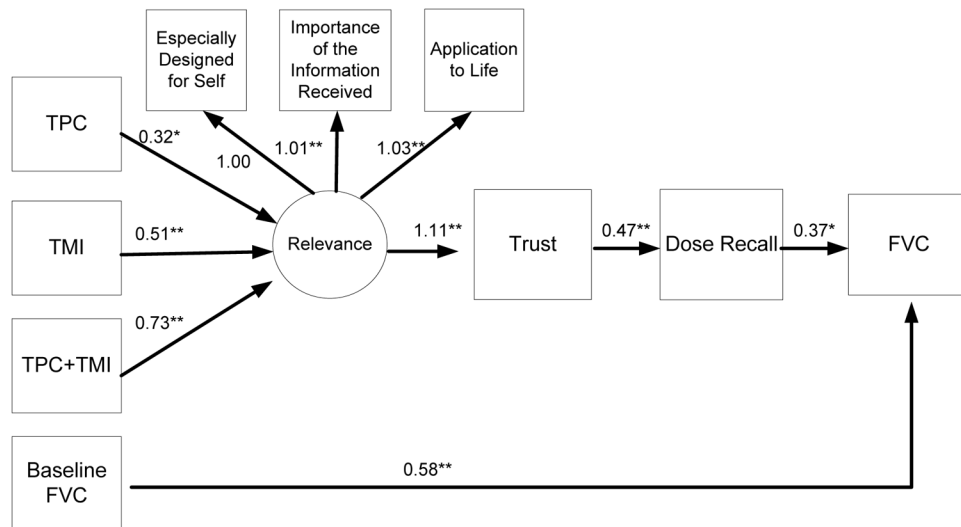 Especially
Designed
for Self
Importance
of the
Information
Received
Application
to Life
TPC
0.32*
1.00
1.01**
1.03**
TMI
0.51**
Relevance
1.11**
Trust
0.47**
Dose Recall
0.37*
FVC
0.73**
TPC+TMI
Baseline
FVC
0.58**